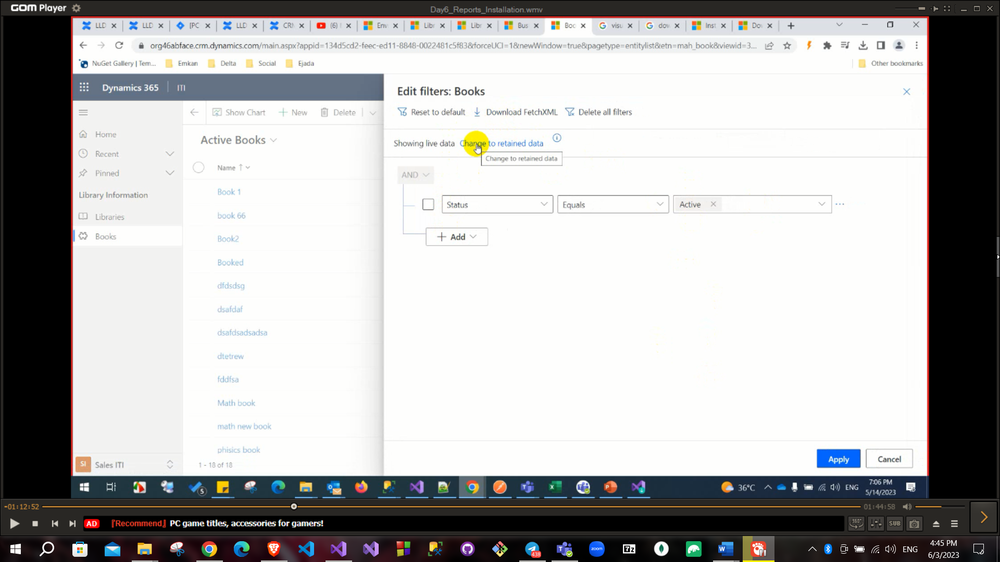 GOM Player
Day6_Reports_Installation.wmv
LLD
LLD
[PC
LLD
CRM
(6)
Env
Libr
Libr
Bus
Boo
visu
dov
Inst
Do
org46abface.crm.dynamics.com/main.aspx?appid=134d5cd2-feec-ed11-8848-0022481c5f83&forceUCI=1&newWindow=true&pagetype=entitylist&etn=mah_book&viewid=3...
NuGet Gallery | Tem...
Emkan
Delta
Social
Ejada
Other bookmarks
Dynamics 365
ITI
Show Chart
New
Delete
Home
Recent
Pinned
Library Information
Libraries
Books
Active Books
Name
Book 1
book 66
Book2
Booked
dfdsdsg
dsafdaf
dsafdsadsadsa
dtetrew
fddfsa
Math book
math new book
phisics book
SI
Sales ITI
1 - 18 of 18
Edit filters: Books
Reset to default
Download FetchXML
Delete all filters
Showing live data
Change to retained data
Change to retained data
AND
Status
Equals
Active
Add
Apply
Cancel
5
36°C
ENG
7:06 PM
5/14/2023
-01:12:52
01:44:58
AD
『Recommend』 PC game titles, accessories for gamers!
360°
SUB
438
zoom
7z
ENG
4:45 PM
6/3/2023